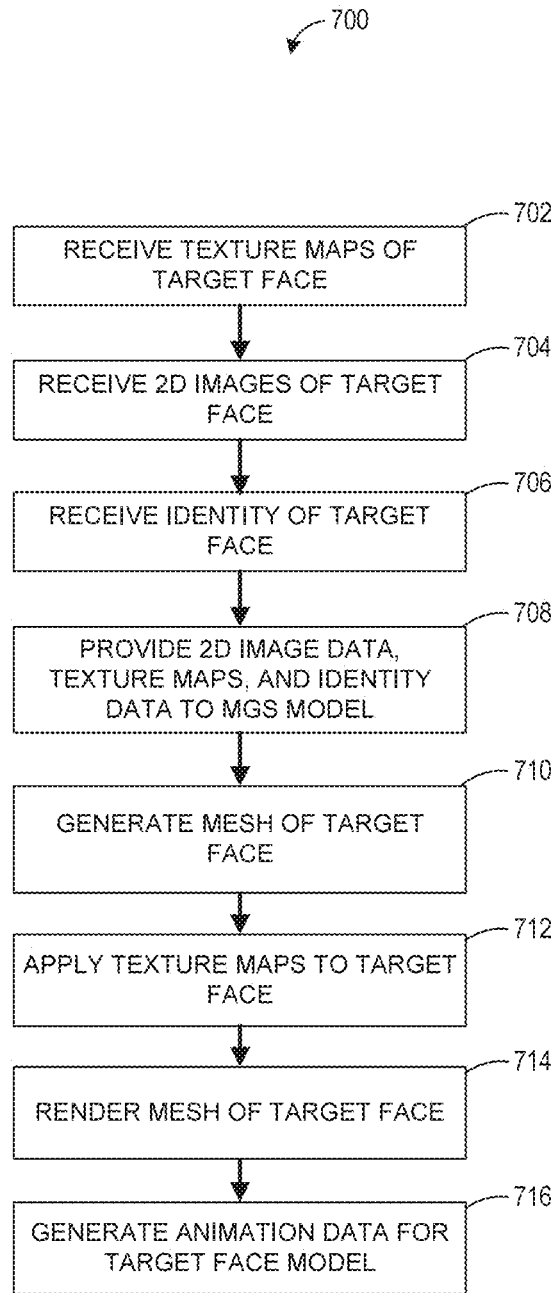 700
702
RECEIVE TEXTURE MAPS OF
TARGET FACE
704
RECEIVE 2D IMAGES OF TARGET
FACE
706
RECEIVE IDENTITY OF TARGET
FACE
708
PROVIDE 2D IMAGE DATA,
TEXTURE MAPS, AND IDENTITY
DATA TO MGS MODEL
710
GENERATE MESH OF TARGET
FACE
712
APPLY TEXTURE MAPS TO TARGET
FACE
714
RENDER MESH OF TARGET FACE
716
GENERATE ANIMATION DATA FOR
TARGET FACE MODEL